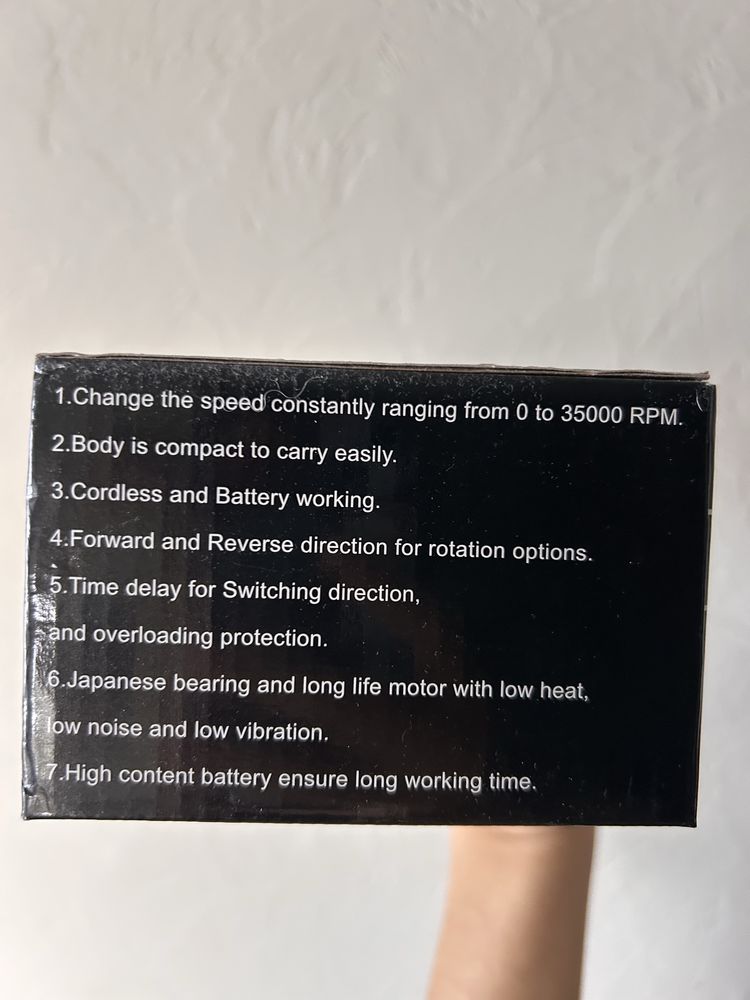 1.Change the speed constantly ranging from 0 to 35000 RPM.
2.Body is compact to carry easily.
3.Cordless and Battery working.
4.Forward and Reverse direction for rotation options.
5.Time delay for Switching direction,
and overloading protection.
6.Japanese bearing and long life motor with low heat,
low noise and low vibration.
7.High content battery ensure long working time.